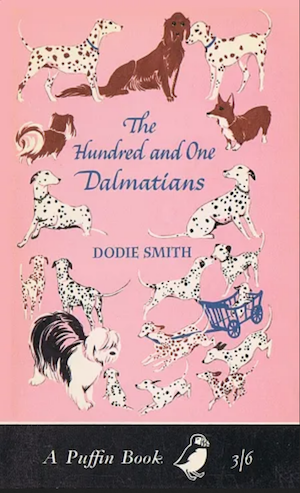 The
Hundred and One
Dalmatians
DODIE SMITH
A Puffin Book 3/6